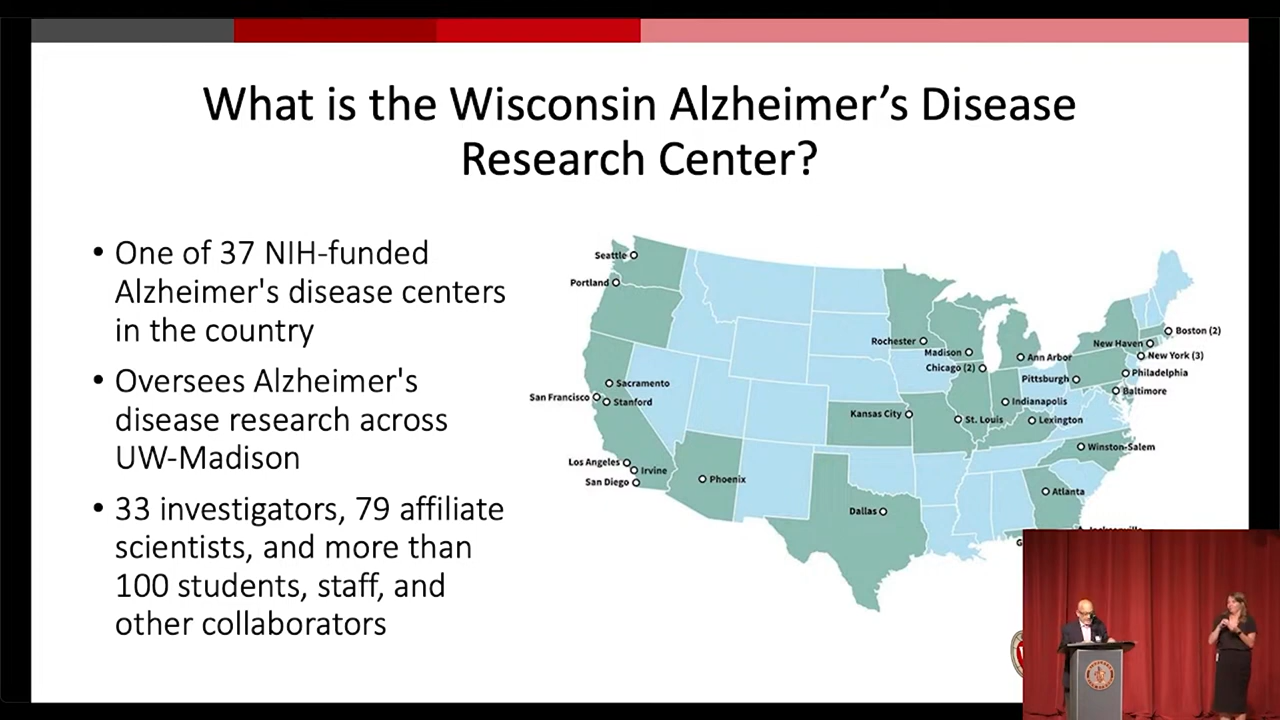 What is the Wisconsin Alzheimer’s Disease
Research Center?
• One of 37 NIH-funded
Alzheimer's disease centers
in the country
• Oversees Alzheimer's
disease research across
UW-Madison
• 33 investigators, 79 affiliate
scientists, and more than
100 students, staff, and
other collaborators
Seattle
Portland
Sacramento
San Francisco
Stanford
Los Angeles
Irvine
San Diego
Phoenix
Dallas
Rochester
Madison
Chicago (2)
Kansas City
St. Louis
Ann Arbor
Indianapolis
Lexington
Pittsburgh
New Haven
Boston (2)
New York (3)
Philadelphia
Baltimore
Winston-Salem
Atlanta